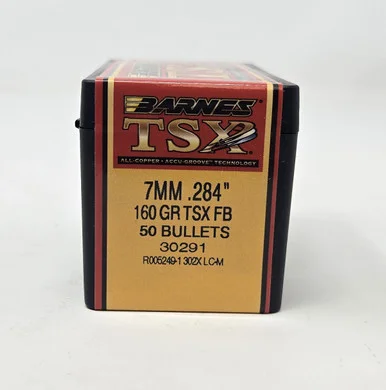 BARNES
TSX
ALL-COPPER • ACCU-GROOVE™ TECHNOLOGY
7MM .284"
160 GR TSX FB
50 BULLETS
30291
R005249-1 302X LC-M